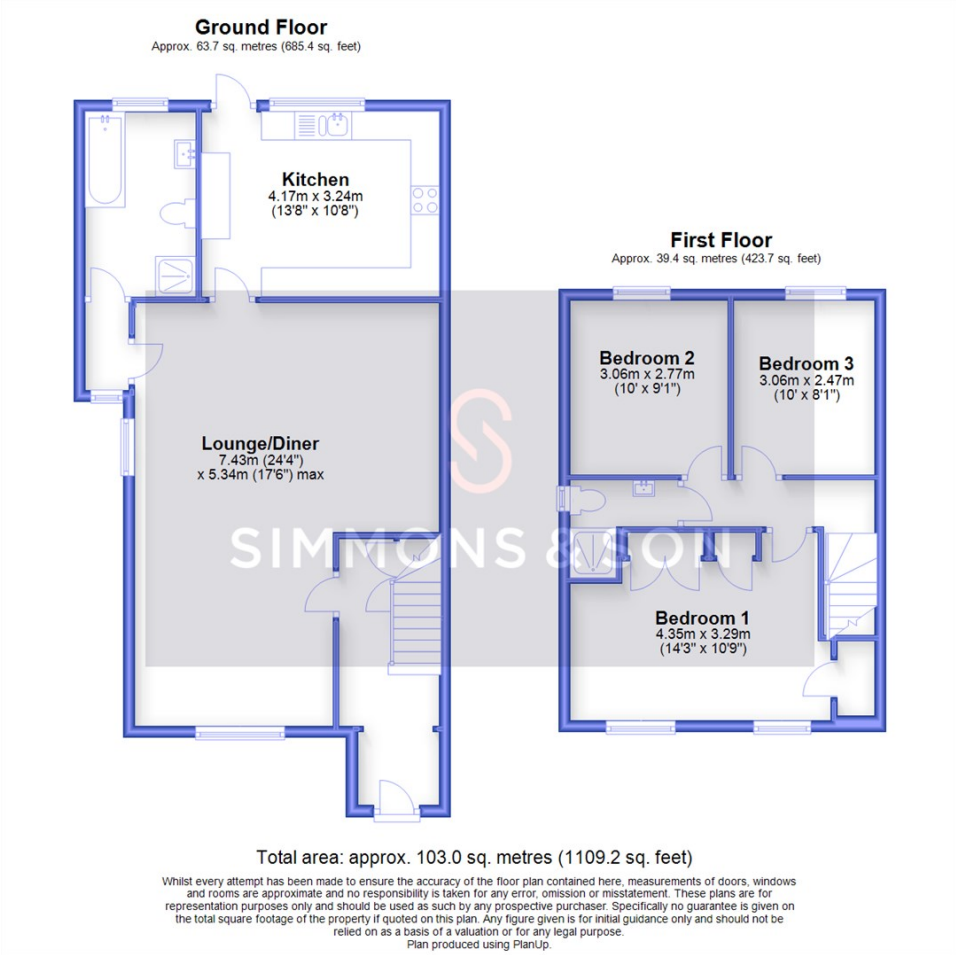 Ground Floor
Approx. 63.7 sq. metres (685.4 sq. feet)
Kitchen
4.17m x 3.24m
(13'8" x 10'8")
Lounge/Diner
7.43m (24'4")
x 5.34m (17'6") max
First Floor
Approx. 39.4 sq. metres (423.7 sq. feet)
Bedroom 2
3.06m x 2.77m
(10' x 9'1")
Bedroom 3
3.06m x 2.47m
(10' x 8'1")
SIMMONS & SON
Bedroom 1
4.35m x 3.29m
(14'3" x 10'9")
Total area: approx. 103.0 sq. metres (1109.2 sq. feet)
Whilst every attempt has been made to ensure the accuracy of the floor plan contained here, measurements of doors, windows
and rooms are approximate and no responsibility is taken for any error, omission or misstatement. These plans are for
representation purposes only and should be used as such by any prospective purchaser. Specifically no guarantee is given on
the total square footage of the property if quoted on this plan. Any figure given is for initial guidance only and should not be
relied on as a basis of a valuation or for any legal purpose.
Plan produced using PlanUp.